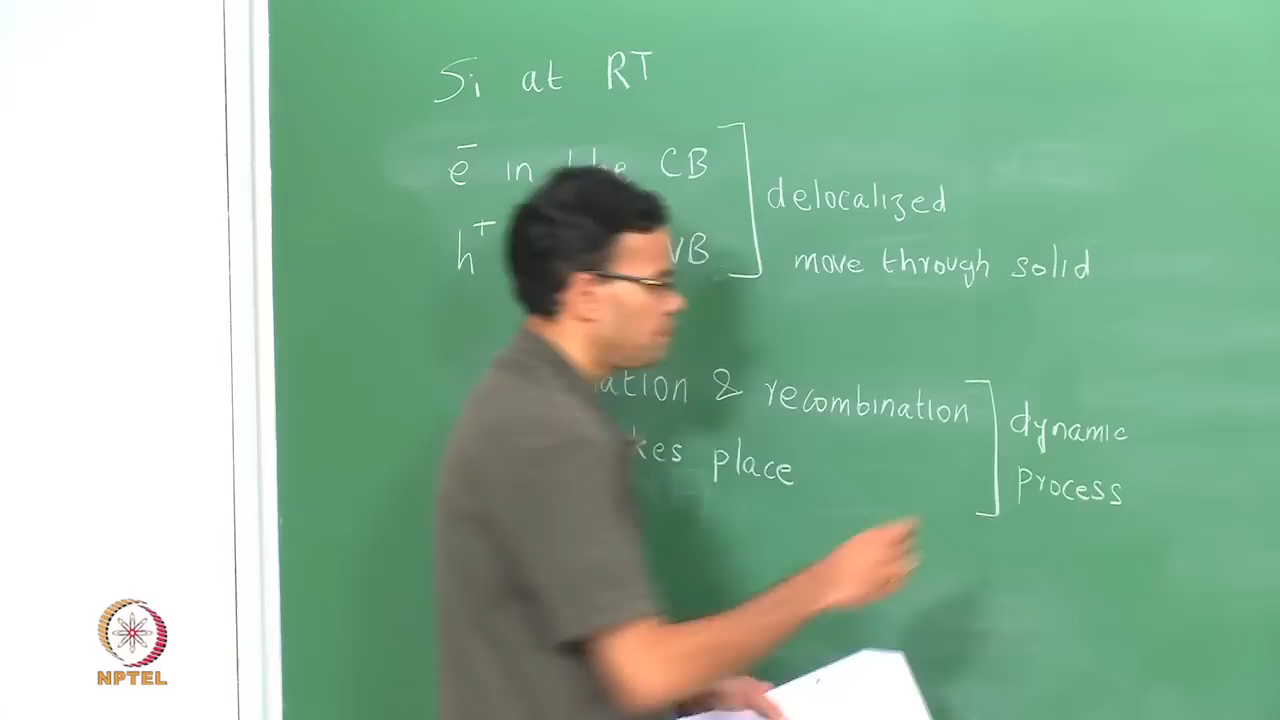 Si at RT
e̅ in the CB
h⁺ VB
delocalized
move through solid
ation & recombination
kes place
dynamic
process
NPTEL